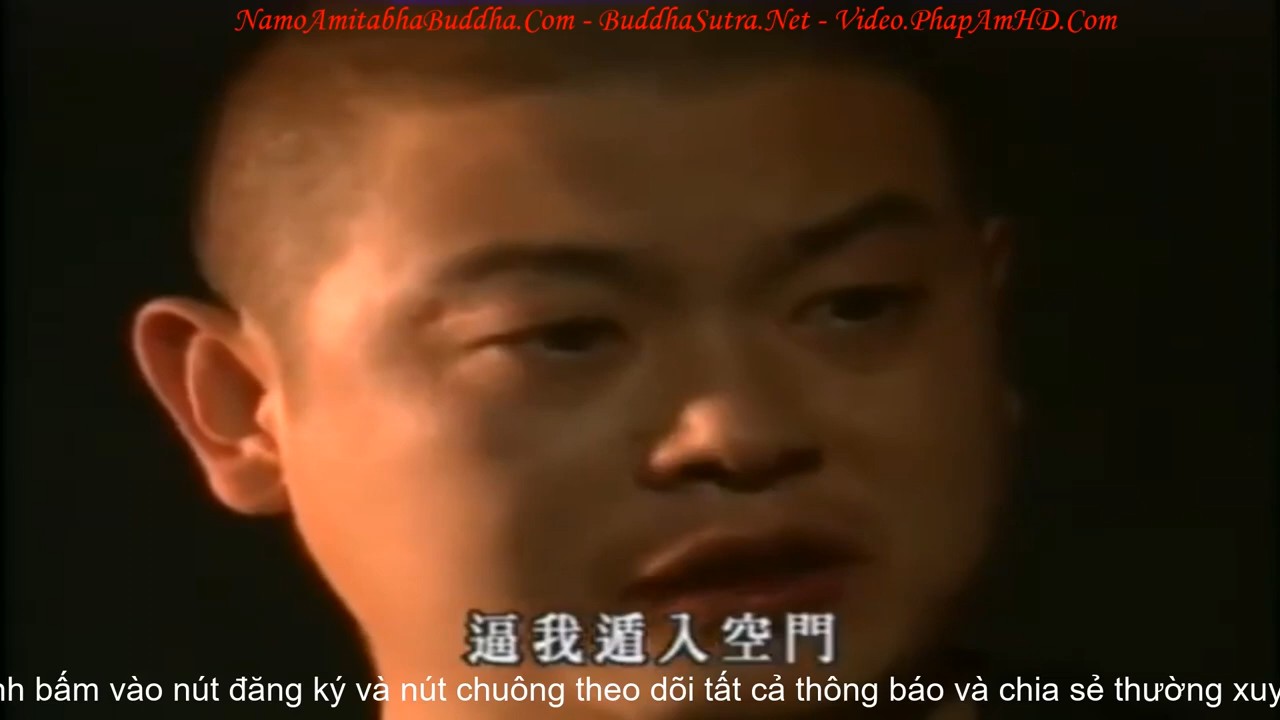 NamoAmitabhaBuddha.Com - BuddhaSutra.Net - Video.PhapAmHD.Com
逼我遁入空門
nh bấm vào nút đăng ký và nút chuông theo dõi tất cả thông báo và chia sẻ thường xuy